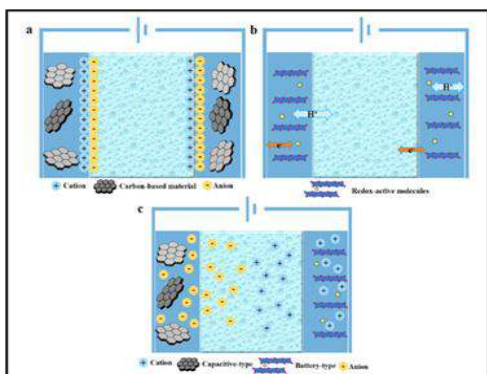 a
b
H⁺
H⁺
e⁻
e⁻
Cation Carbon-based material Anion
Redox-active molecules
c
Cation Capacitive-type Battery-type Anion